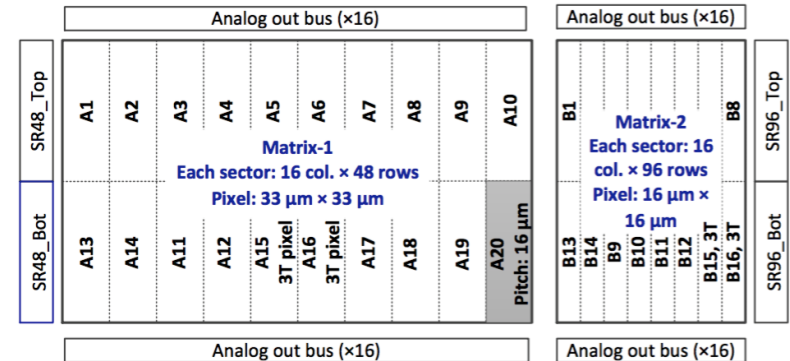 Analog out bus (×16)
Analog out bus (×16)
SR48_Top
A1
A2
A3
A4
A5
A6
A7
A8
A9
A10
B1
B8
SR96_Top
Matrix-1
Each sector: 16 col. × 48 rows
Pixel: 33 µm × 33 µm
Matrix-2
Each sector: 16
col. × 96 rows
Pixel: 16 µm ×
16 µm
SR48_Bot
A13
A14
A11
A12
A15
3T pixel
A16
3T pixel
A17
A18
A19
A20
Pitch: 16 µm
B13
B14
B9
B10
B11
B12
B15, 3T
B16, 3T
SR96_Bot
Analog out bus (×16)
Analog out bus (×16)